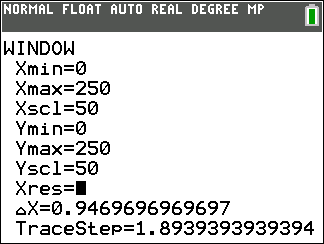 NORMAL FLOAT AUTO REAL DEGREE MP
WINDOW
Xmin=0
Xmax=250
Xscl=50
Ymin=0
Ymax=250
Yscl=50
Xres=
△X=0.9469696969697
TraceStep=1.8939393939394